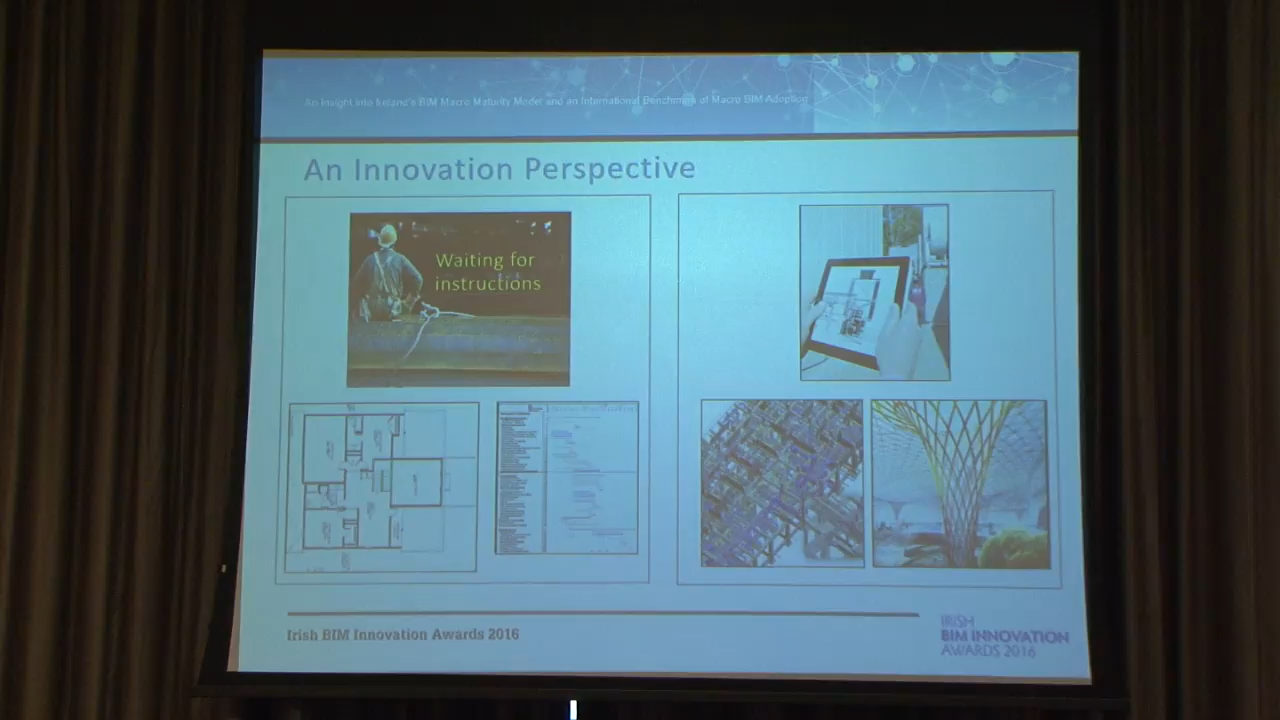 An Insight into Ireland's BIM Macro Maturity Model and an International Benchmark of Macro BIM Adoption
An Innovation Perspective
Waiting for
instructions
Irish BIM Innovation Awards 2016
IRISH
BIM INNOVATION
AWARDS 2016